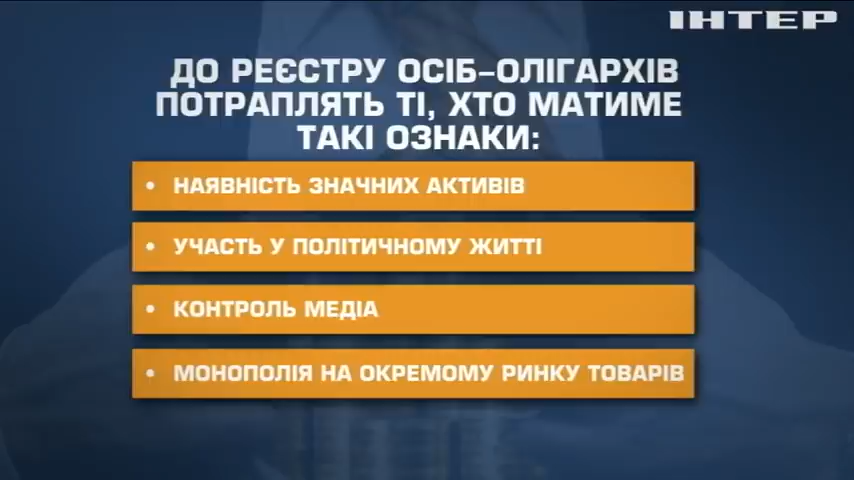 ІНТЕР
ДО РЕЄСТРУ ОСІБ-ОЛІГАРХІВ
ПОТРАПЛЯТЬ ТІ, ХТО МАТИМЕ
ТАКІ ОЗНАКИ:
• НАЯВНІСТЬ ЗНАЧНИХ АКТИВІВ
• УЧАСТЬ У ПОЛІТИЧНОМУ ЖИТТІ
• КОНТРОЛЬ МЕДІА
• МОНОПОЛІЯ НА ОКРЕМОМУ РИНКУ ТОВАРІВ